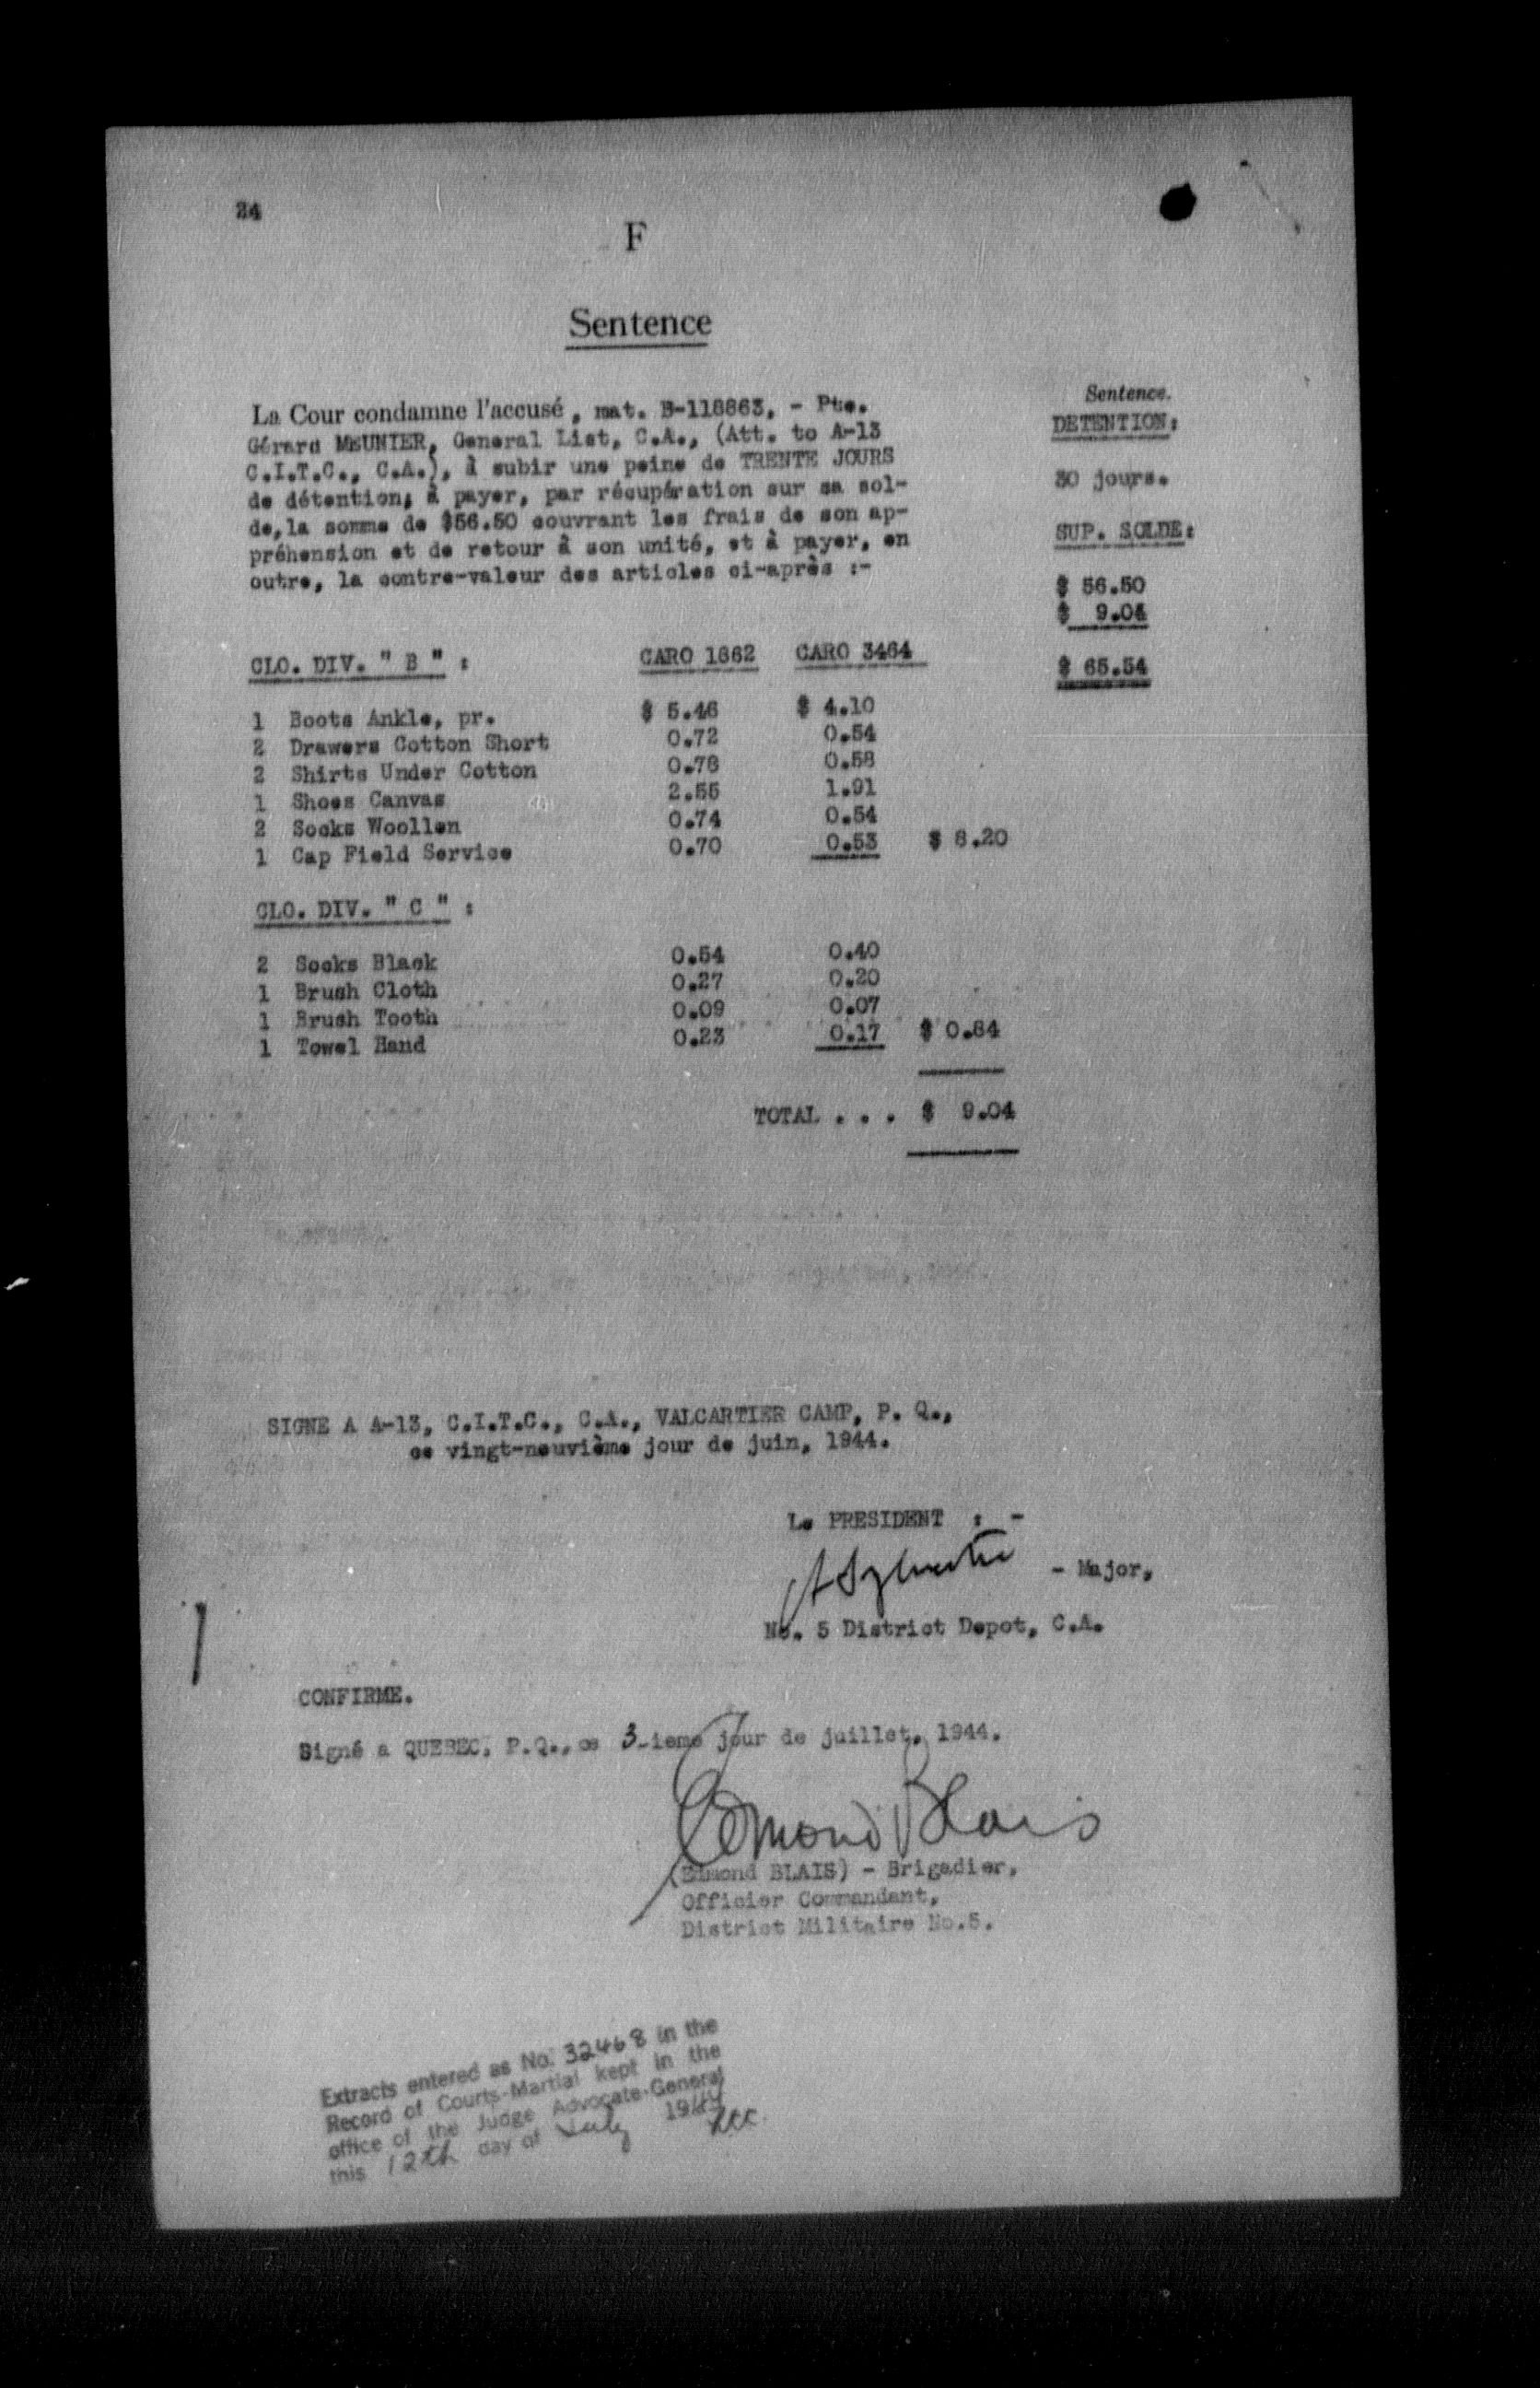 24
F
Sentence
La Cour condamne l'accusé, mat. B-118863, - Pte.
Gérard MEUNIER, General List, C.A., (Att. to A-13
C.I.T.C., C.A.), à subir une peine de TRENTE JOURS
de détention; à payer, par récupération sur sa sol-
de, la somme de $56.50 couvrant les frais de son ap-
préhension et de retour à son unité, et à payer, en
outre, la contre-valeur des articles ci-après :-
Sentence.
DETENTION:
30 jours.
SUP. SOLDE:
$ 56.50
$ 9.04
$ 65.54
CLO. DIV. " B " : CARO 1862 CARO 3464
1 Boots Ankle, pr. $ 5.46 $ 4.10
2 Drawers Cotton Short 0.72 0.54
2 Shirts Under Cotton 0.78 0.58
1 Shoes Canvas 2.55 1.91
2 Socks Woollen 0.74 0.54
1 Cap Field Service 0.70 0.53 $ 8.20
CLO. DIV. " C " :
2 Socks Black 0.54 0.40
1 Brush Cloth 0.27 0.20
1 Brush Tooth 0.09 0.07
1 Towel Hand 0.23 0.17 $ 0.84
TOTAL . . . $ 9.04
SIGNE A A-13, C.I.T.C., C.A., VALCARTIER CAMP, P. Q.,
ce vingt-neuvième jour de juin, 1944.
Le PRESIDENT : -
- Major,
No. 5 District Depot, C.A.
CONFIRME.
Signé a QUEBEC, P.Q., ce 3-ieme jour de juillet, 1944.
Edmond Blais
(Edmond BLAIS) - Brigadier,
Officier Commandant,
District Militaire No.5.
Extracts entered as No. 32468 in the
Record of Courts-Martial kept in the
office of the Judge Advocate-General
this 12th day of July 1944